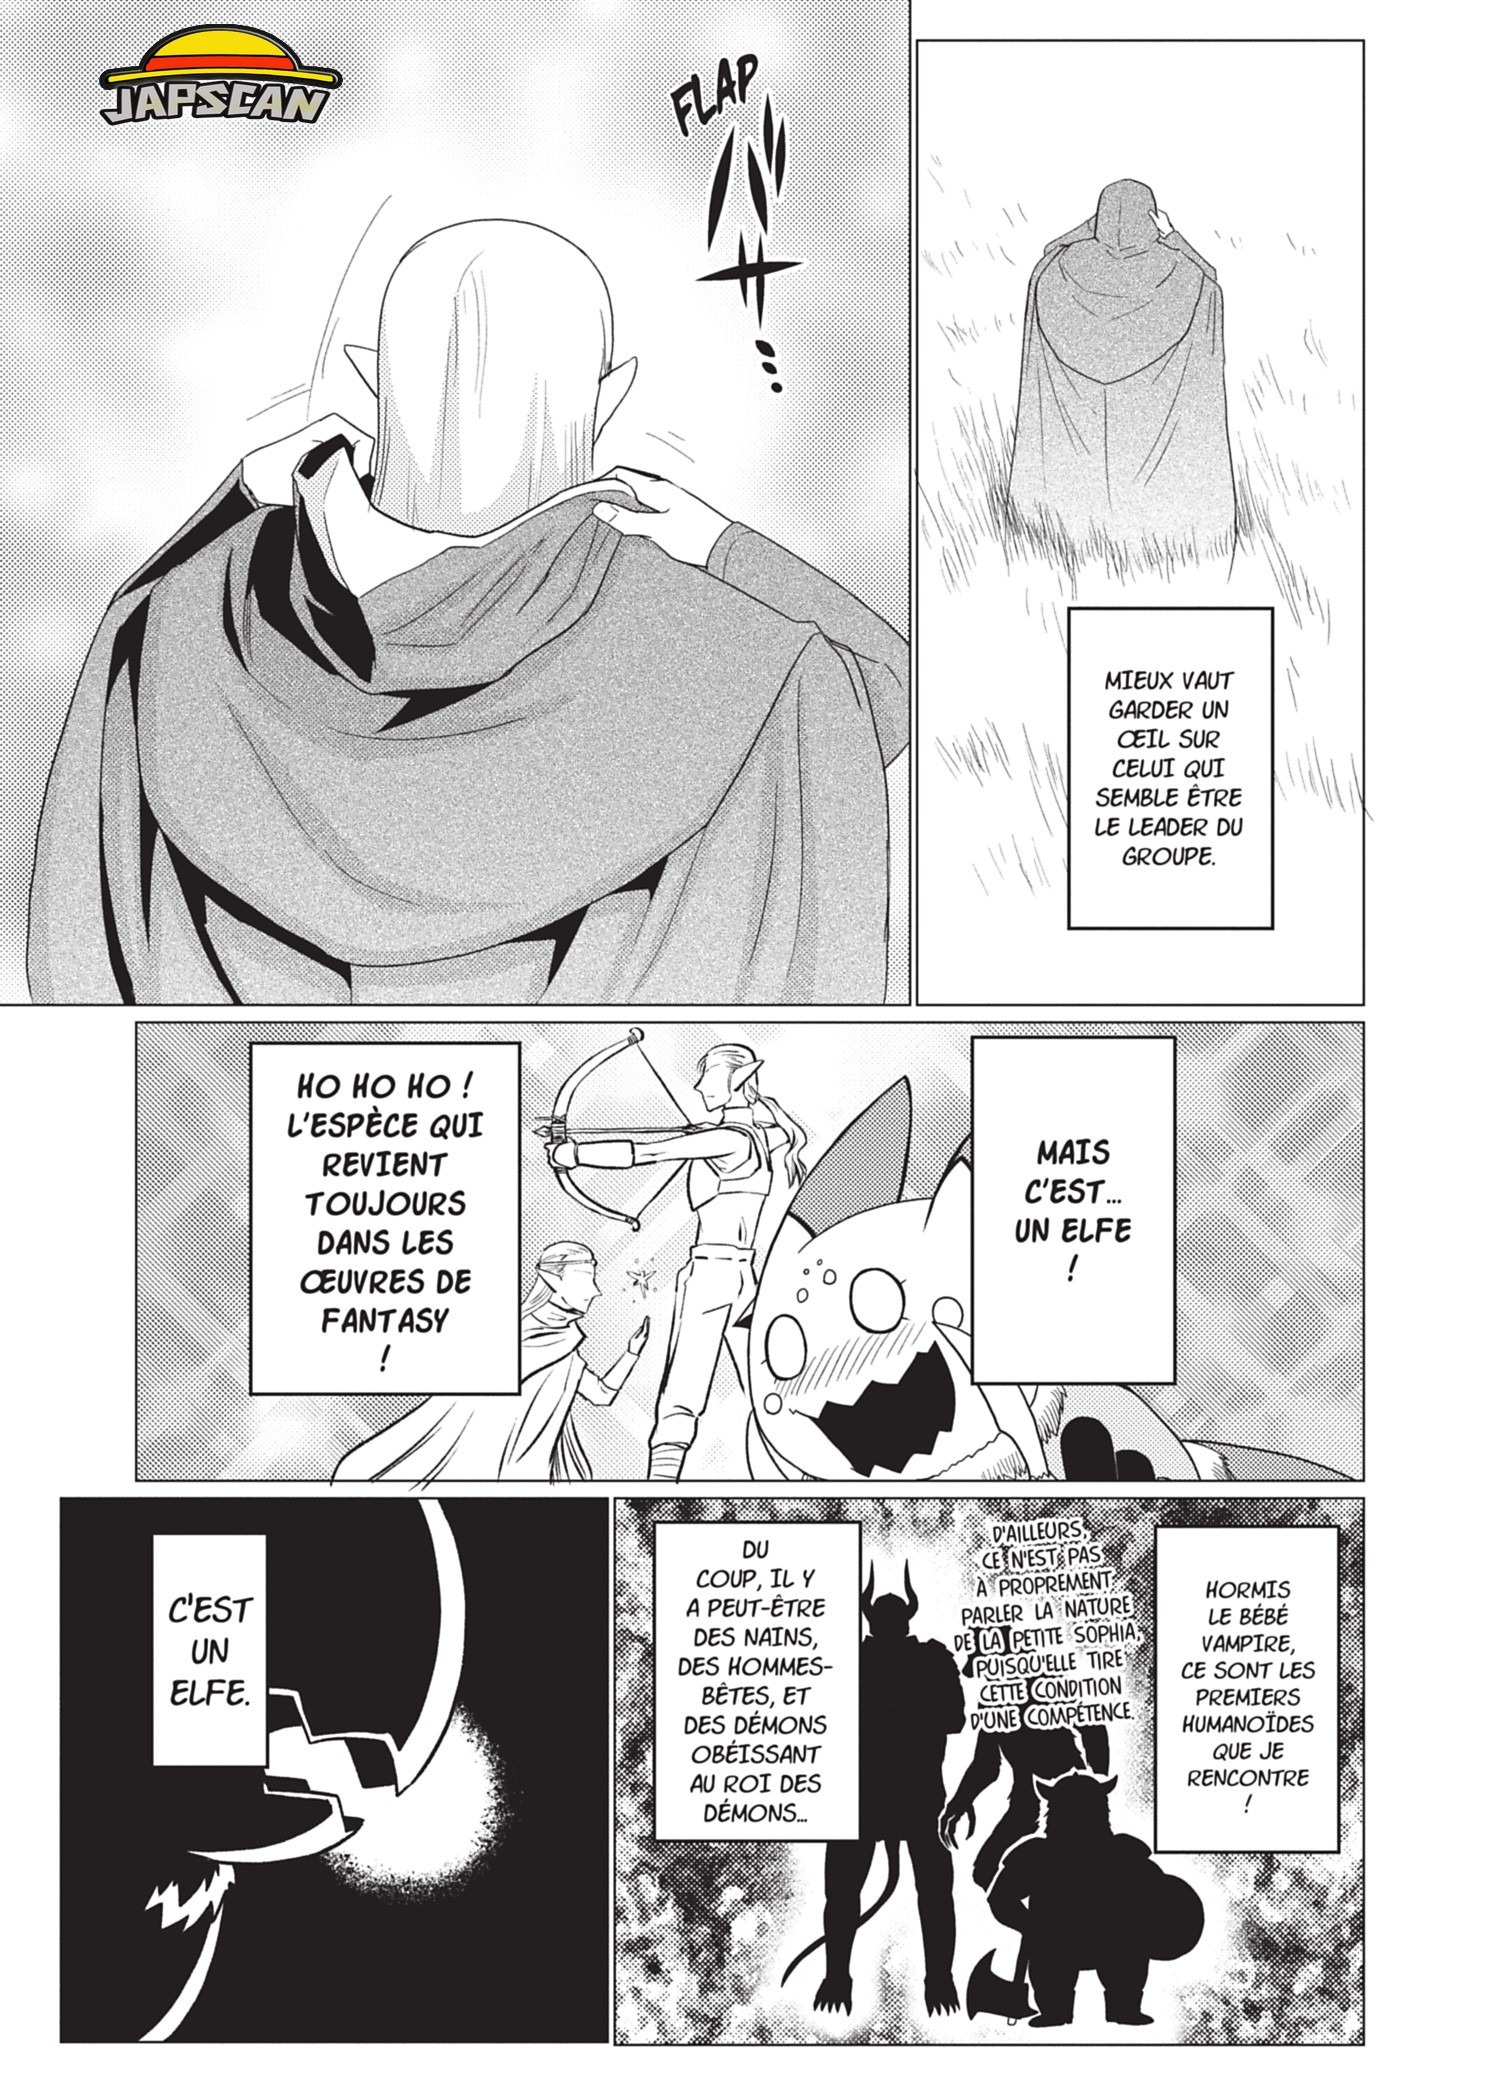 JAPSCAN
MIEUX VAUT
GARDER UN
ŒIL SUR
CELUI QUI
SEMBLE ÊTRE
LE LEADER DU
GROUPE.
FLAP
バサ…
MAIS
C'EST...
UN ELFE
!
HO HO HO !
L'ESPÈCE QUI
REVIENT
TOUJOURS
DANS LES
ŒUVRES DE
FANTASY
!
HORMIS
LE BÉBÉ
VAMPIRE,
CE SONT LES
PREMIERS
HUMANOÏDES
QUE JE
RENCONTRE
!
D'AILLEURS,
CE N'EST PAS
À PROPREMENT
PARLER LA NATURE
DE LA PETITE SOPHIA,
PUISQU'ELLE TIRE
CETTE CONDITION
D'UNE COMPÉTENCE.
DU
COUP, IL Y
A PEUT-ÊTRE
DES NAINS,
DES HOMMES-
BÊTES, ET
DES DÉMONS
OBÉISSANT
AU ROI DES
DÉMONS...
C'EST
UN
ELFE.